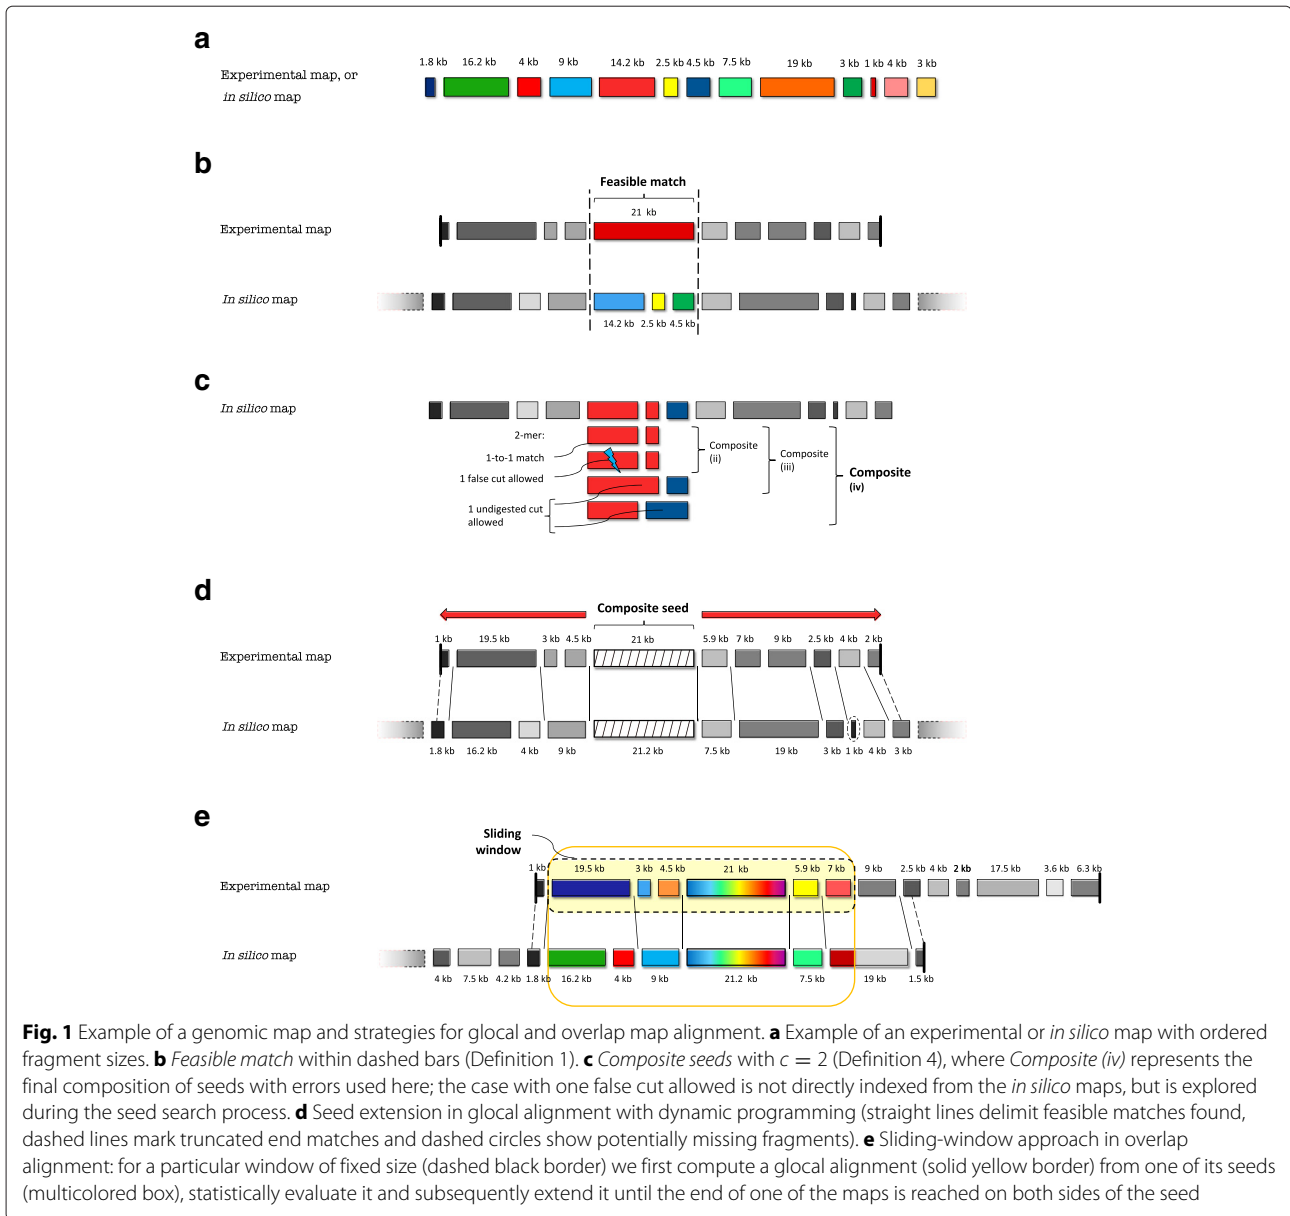 a
1.8 kb 16.2 kb 4 kb 9 kb 14.2 kb 2.5 kb 4.5 kb 7.5 kb 19 kb 3 kb 1 kb 4 kb 3 kb
Experimental map, or
in silico map
b
Feasible match
21 kb
Experimental map
In silico map
14.2 kb 2.5 kb 4.5 kb
c
In silico map
2-mer:
1-to-1 match
1 false cut allowed
1 undigested cut
allowed
Composite
(ii)
Composite
(iii)
Composite
(iv)
d
Composite seed
1 kb 19.5 kb 3 kb 4.5 kb 21 kb 5.9 kb 7 kb 9 kb 2.5 kb 4 kb 2 kb
Experimental map
In silico map
1.8 kb 16.2 kb 4 kb 9 kb 21.2 kb 7.5 kb 19 kb 3 kb 1 kb 4 kb 3 kb
e
Sliding
window
1 kb 19.5 kb 3 kb 4.5 kb 21 kb 5.9 kb 7 kb 9 kb 2.5 kb 4 kb 2 kb 17.5 kb 3.6 kb 6.3 kb
Experimental map
In silico map
4 kb 7.5 kb 4.2 kb 1.8 kb 16.2 kb 4 kb 9 kb 21.2 kb 7.5 kb 19 kb 1.5 kb
Fig. 1 Example of a genomic map and strategies for glocal and overlap map alignment. a Example of an experimental or in silico map with ordered
fragment sizes. b Feasible match within dashed bars (Definition 1). c Composite seeds with c = 2 (Definition 4), where Composite (iv) represents the
final composition of seeds with errors used here; the case with one false cut allowed is not directly indexed from the in silico maps, but is explored
during the seed search process. d Seed extension in glocal alignment with dynamic programming (straight lines delimit feasible matches found,
dashed lines mark truncated end matches and dashed circles show potentially missing fragments). e Sliding-window approach in overlap
alignment: for a particular window of fixed size (dashed black border) we first compute a glocal alignment (solid yellow border) from one of its seeds
(multicolored box), statistically evaluate it and subsequently extend it until the end of one of the maps is reached on both sides of the seed